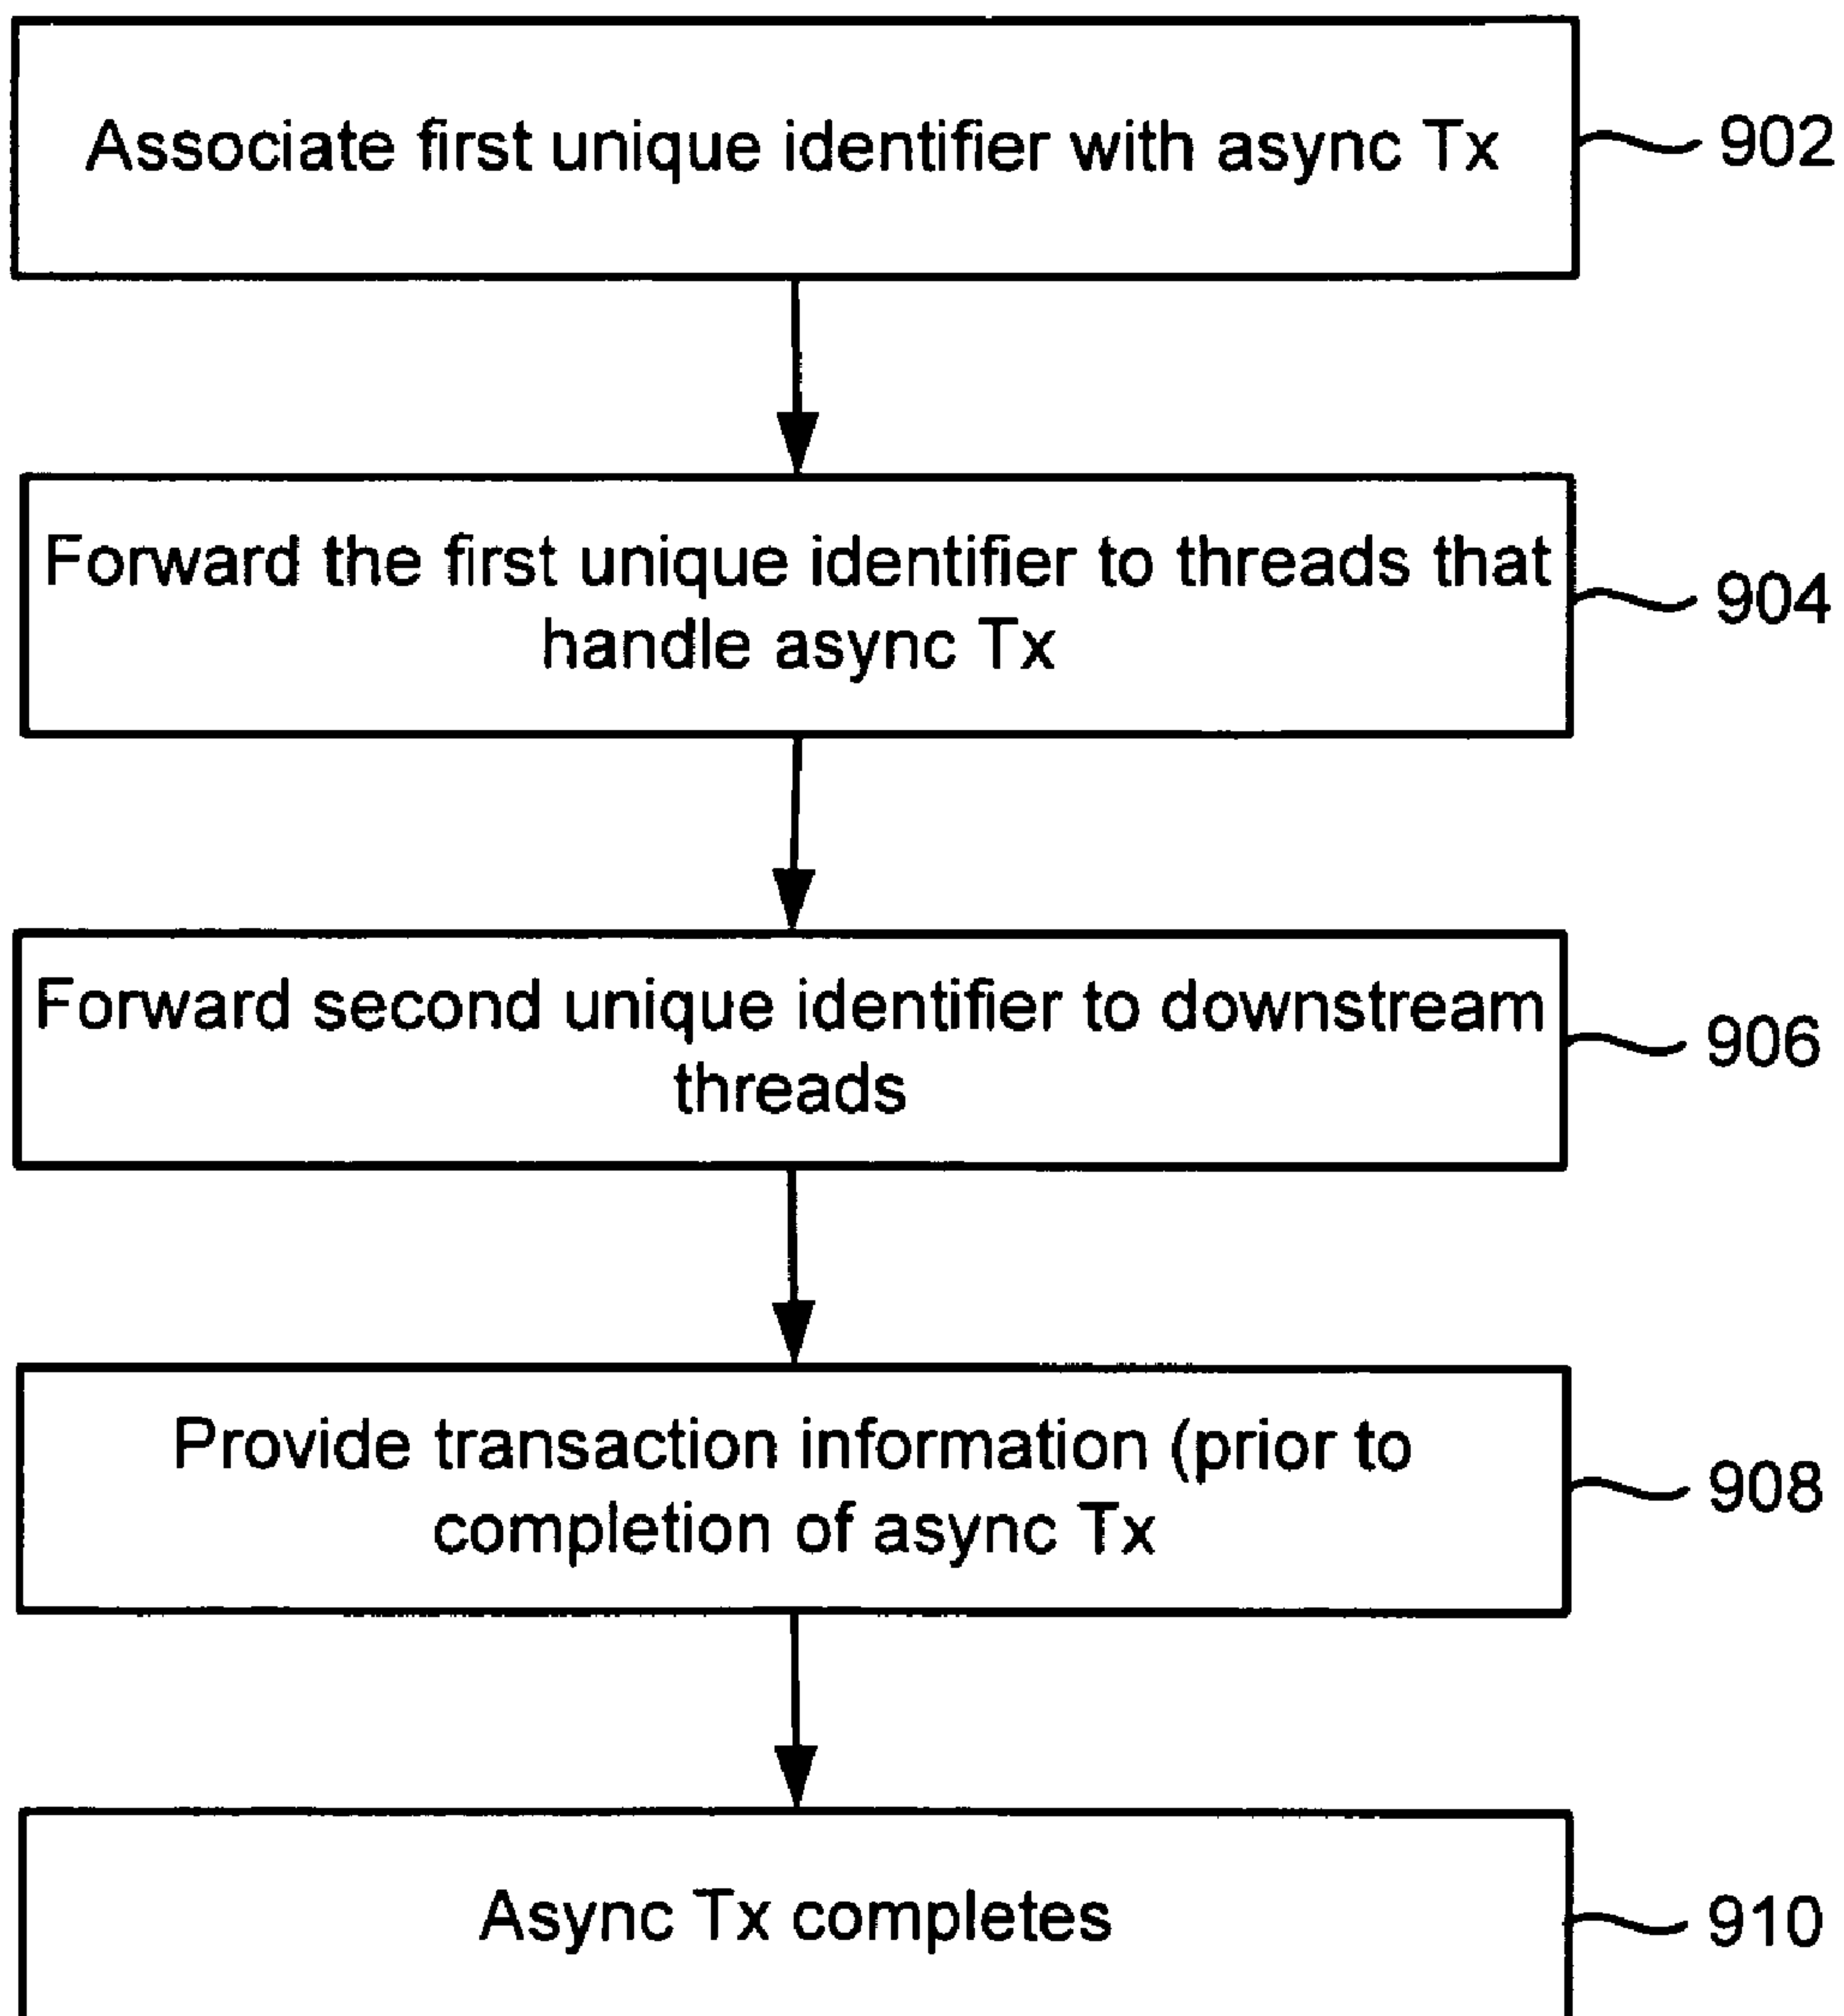 Associate first unique identifier with async Tx
902
Forward the first unique identifier to threads that
handle async Tx
904
Forward second unique identifier to downstream
threads
906
Provide transaction information (prior to
completion of async Tx
908
Async Tx completes
910